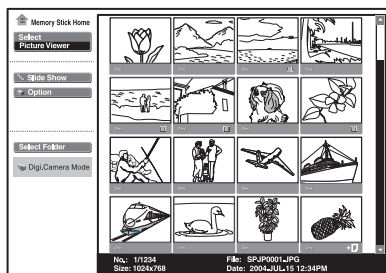 Memory Stick Home
Select
Picture Viewer
Slide Show
Option
Select Folder
Digi.Camera Mode
No.: 1/1234 File: SPJP0001.JPG
Size: 1024x768 Date: 2004.JUL.15 12:34PM